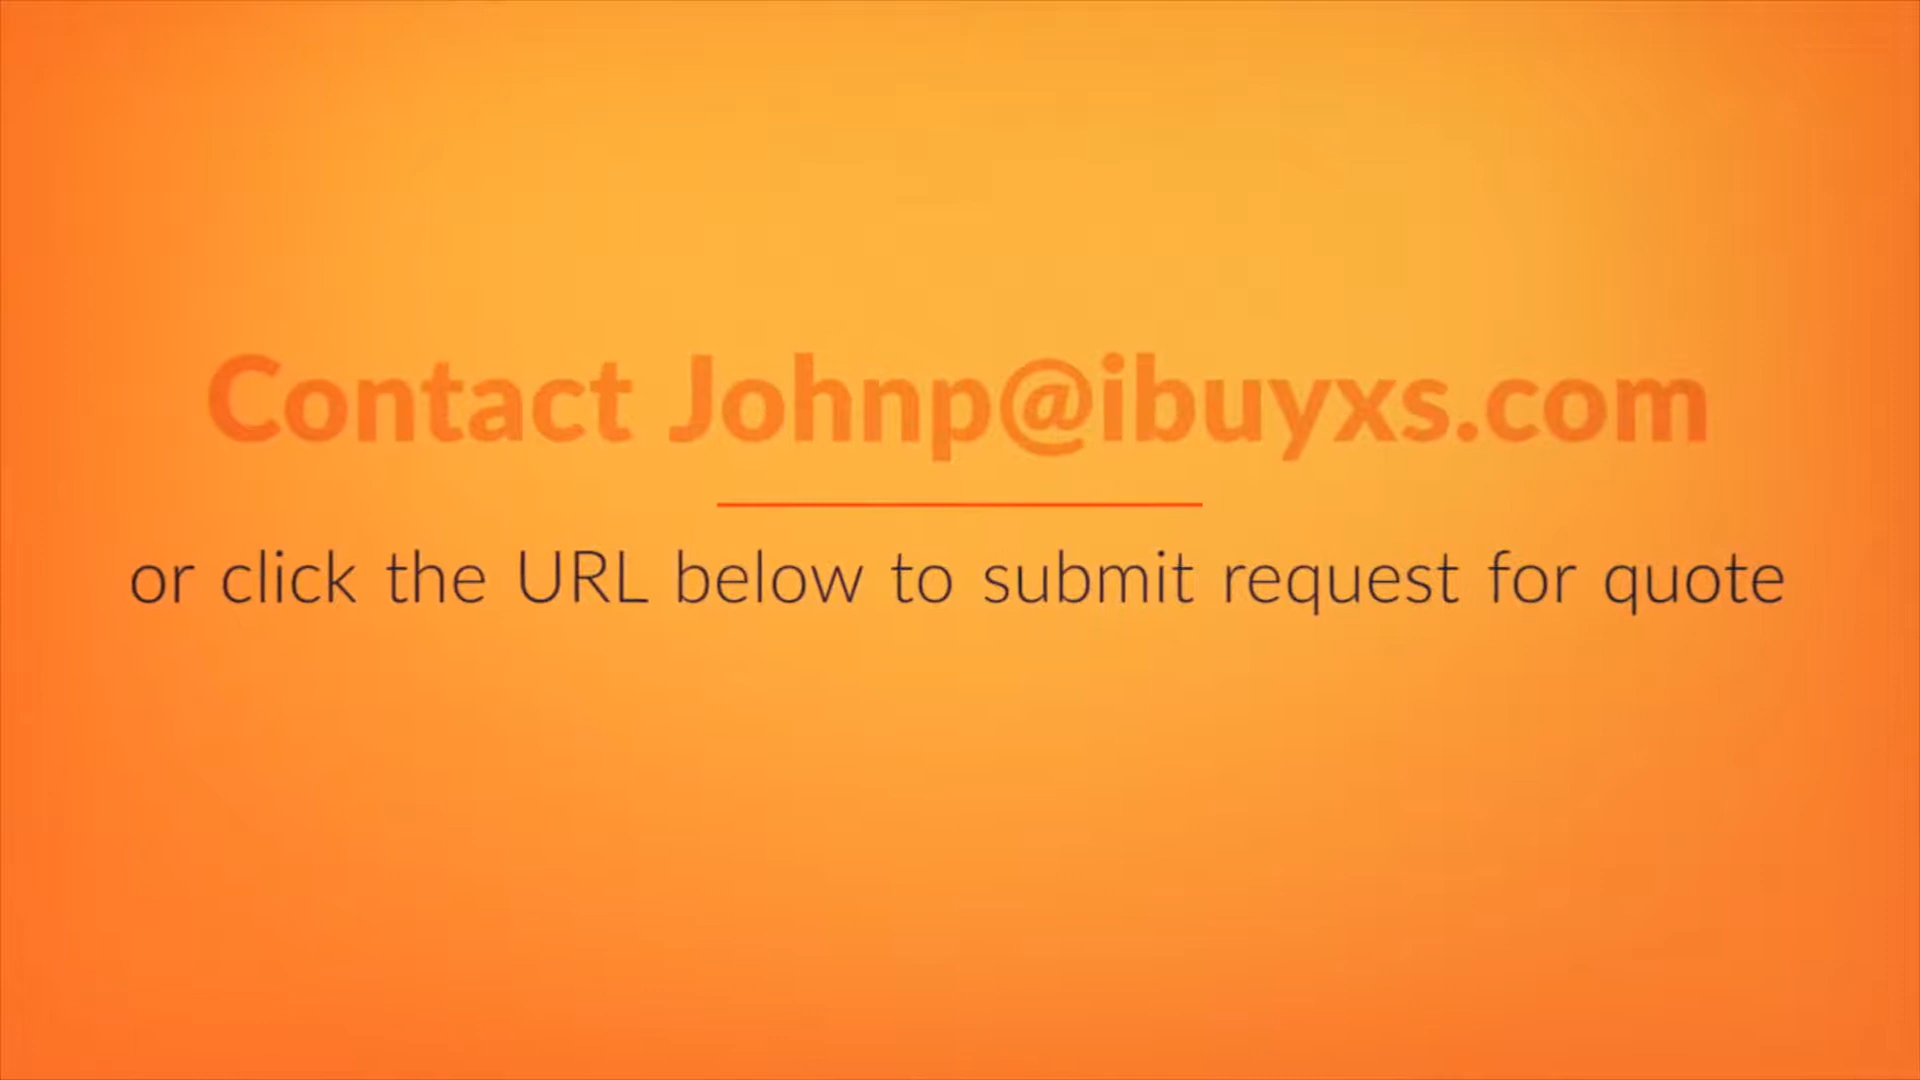 Contact Johnp@ibuyxs.com
or click the URL below to submit request for quote